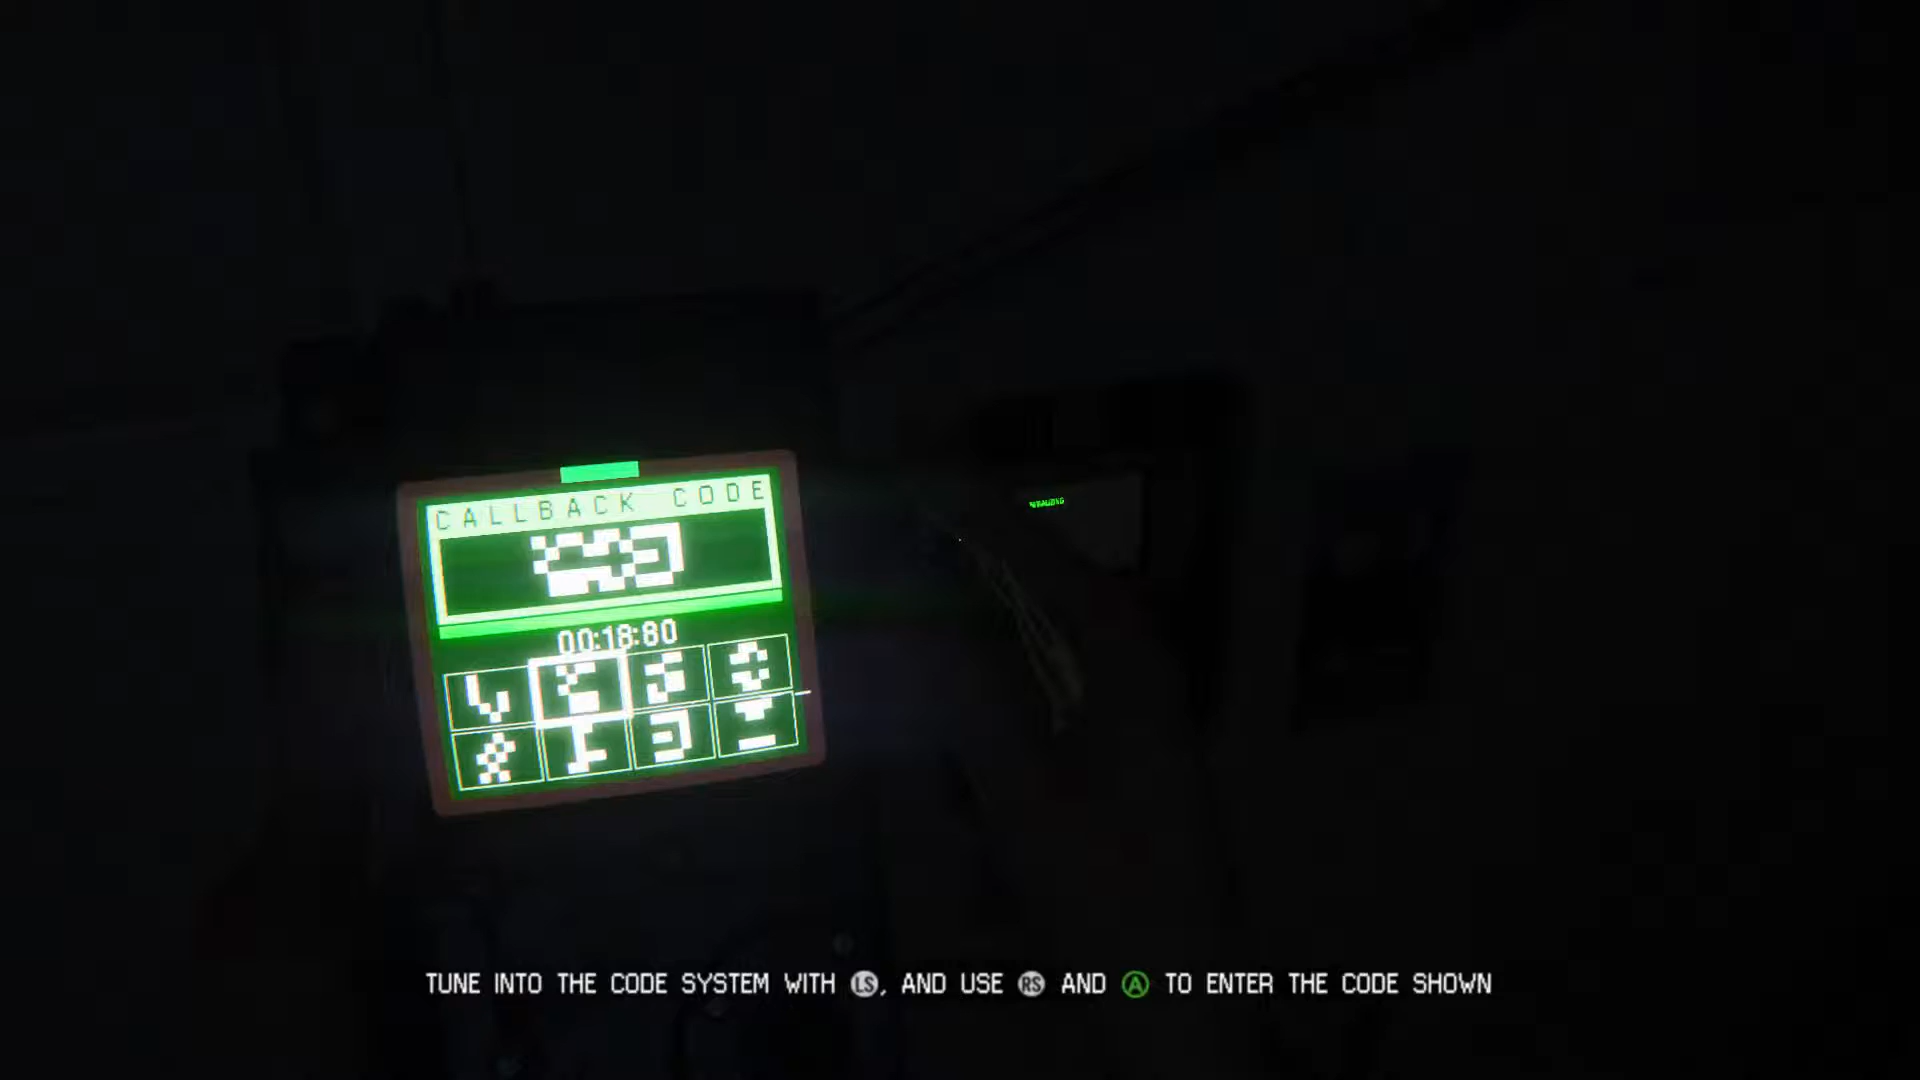 CALLBACK CODE
00:18:80
TUNE INTO THE CODE SYSTEM WITH LS, AND USE RS AND A TO ENTER THE CODE SHOWN